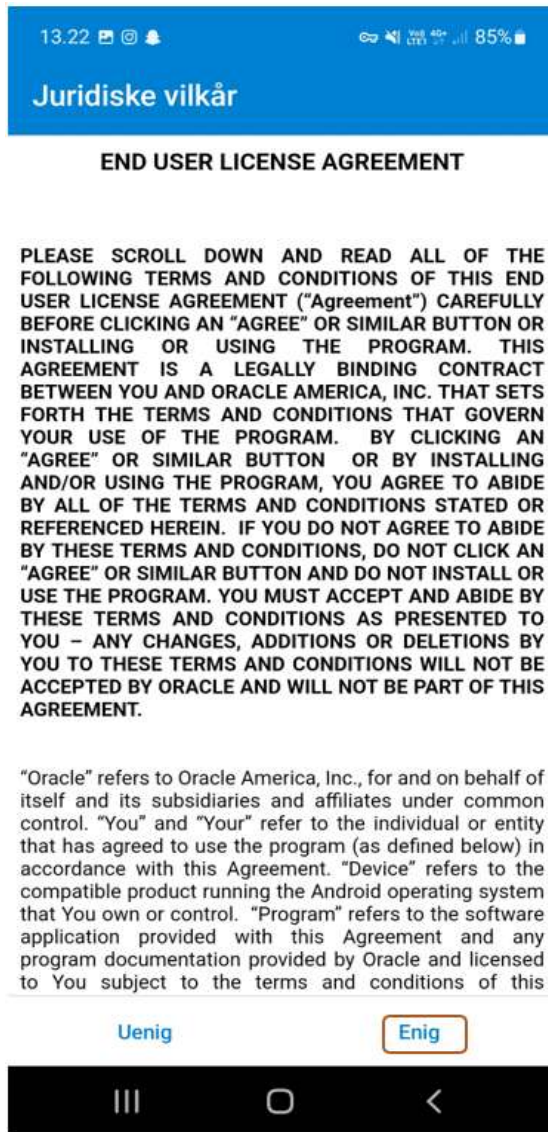 13.22 85%
Juridiske vilkår
END USER LICENSE AGREEMENT
PLEASE SCROLL DOWN AND READ ALL OF THE
FOLLOWING TERMS AND CONDITIONS OF THIS END
USER LICENSE AGREEMENT (“Agreement”) CAREFULLY
BEFORE CLICKING AN “AGREE” OR SIMILAR BUTTON OR
INSTALLING OR USING THE PROGRAM. THIS
AGREEMENT IS A LEGALLY BINDING CONTRACT
BETWEEN YOU AND ORACLE AMERICA, INC. THAT SETS
FORTH THE TERMS AND CONDITIONS THAT GOVERN
YOUR USE OF THE PROGRAM. BY CLICKING AN
“AGREE” OR SIMILAR BUTTON OR BY INSTALLING
AND/OR USING THE PROGRAM, YOU AGREE TO ABIDE
BY ALL OF THE TERMS AND CONDITIONS STATED OR
REFERENCED HEREIN. IF YOU DO NOT AGREE TO ABIDE
BY THESE TERMS AND CONDITIONS, DO NOT CLICK AN
“AGREE” OR SIMILAR BUTTON AND DO NOT INSTALL OR
USE THE PROGRAM. YOU MUST ACCEPT AND ABIDE BY
THESE TERMS AND CONDITIONS AS PRESENTED TO
YOU – ANY CHANGES, ADDITIONS OR DELETIONS BY
YOU TO THESE TERMS AND CONDITIONS WILL NOT BE
ACCEPTED BY ORACLE AND WILL NOT BE PART OF THIS
AGREEMENT.
“Oracle” refers to Oracle America, Inc., for and on behalf of
itself and its subsidiaries and affiliates under common
control. “You” and “Your” refer to the individual or entity
that has agreed to use the program (as defined below) in
accordance with this Agreement. “Device” refers to the
compatible product running the Android operating system
that You own or control. “Program” refers to the software
application provided with this Agreement and any
program documentation provided by Oracle and licensed
to You subject to the terms and conditions of this
Uenig Enig